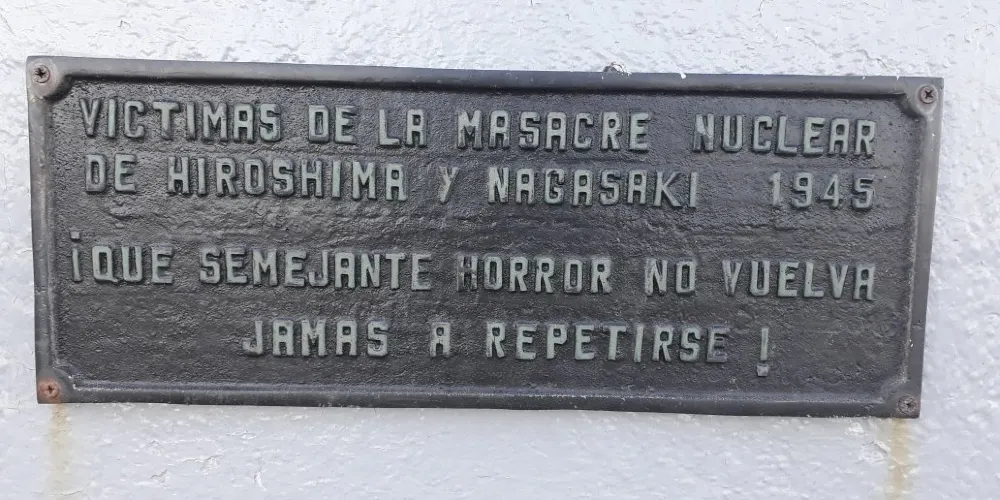 VICTIMAS DE LA MASACRE NUCLEAR
DE HIROSHIMA Y NAGASAKI 1945
¡QUE SEMEJANTE HORROR NO VUELVA
JAMAS A REPETIRSE !